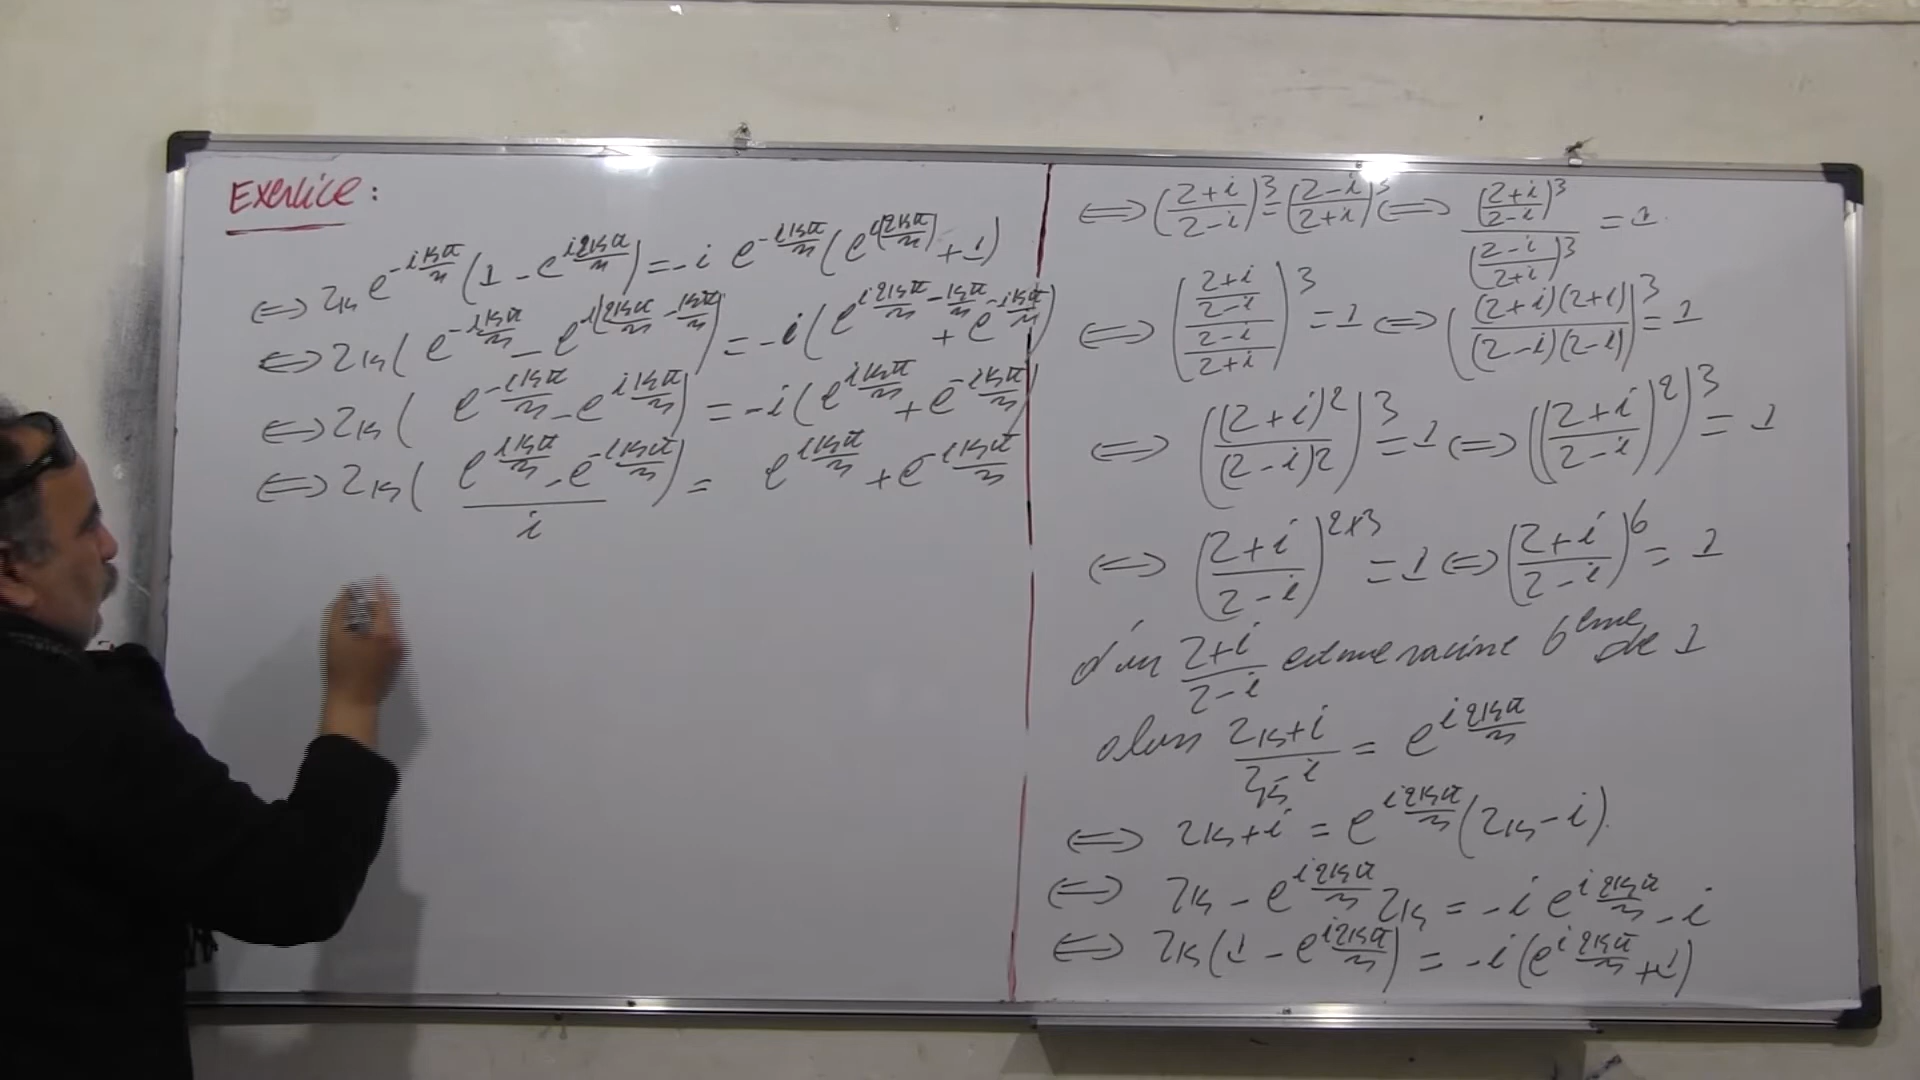 Exercice :
⟺ z_k e^{-ikπ/n} (1 - e^{i2kπ/n}) = -i e^{-ikπ/n} (e^{i2kπ/n} + 1)
⟺ z_k ( e^{-ikπ/n} - e^{i(2kπ/n - kπ/n)} ) = -i ( e^{i2kπ/n - kπ/n} + e^{-ikπ/n} )
⟺ z_k ( e^{-ikπ/n} - e^{ikπ/n} ) = -i ( e^{ikπ/n} + e^{-ikπ/n} )
⟺ z_k ( (e^{ikπ/n} - e^{-ikπ/n}) / i ) = e^{ikπ/n} + e^{-ikπ/n}
⟺ ((z+i)/(z-i))^3 = ((z-i)/(z+i))^3 ⟺ ((z+i)/(z-i))^3 / ((z-i)/(z+i))^3 = 1
⟺ ( ((z+i)/(z-i)) / ((z-i)/(z+i)) )^3 = 1 ⟺ ( (z+i)(z+i) / (z-i)(z-i) )^3 = 1
⟺ ( (z+i)^2 / (z-i)^2 )^3 = 1 ⟺ ( ((z+i)/(z-i))^2 )^3 = 1
⟺ ((z+i)/(z-i))^{2×3} = 1 ⟺ ((z+i)/(z-i))^6 = 1
d'où (z+i)/(z-i) est une racine 6ème de 1
alors (z_k+i)/(z_k-i) = e^{i2kπ/n}
⟺ z_k+i = e^{i2kπ/n} (z_k-i)
⟺ z_k - e^{i2kπ/n} z_k = -i e^{i2kπ/n} - i
⟺ z_k (1 - e^{i2kπ/n}) = -i (e^{i2kπ/n} + 1)